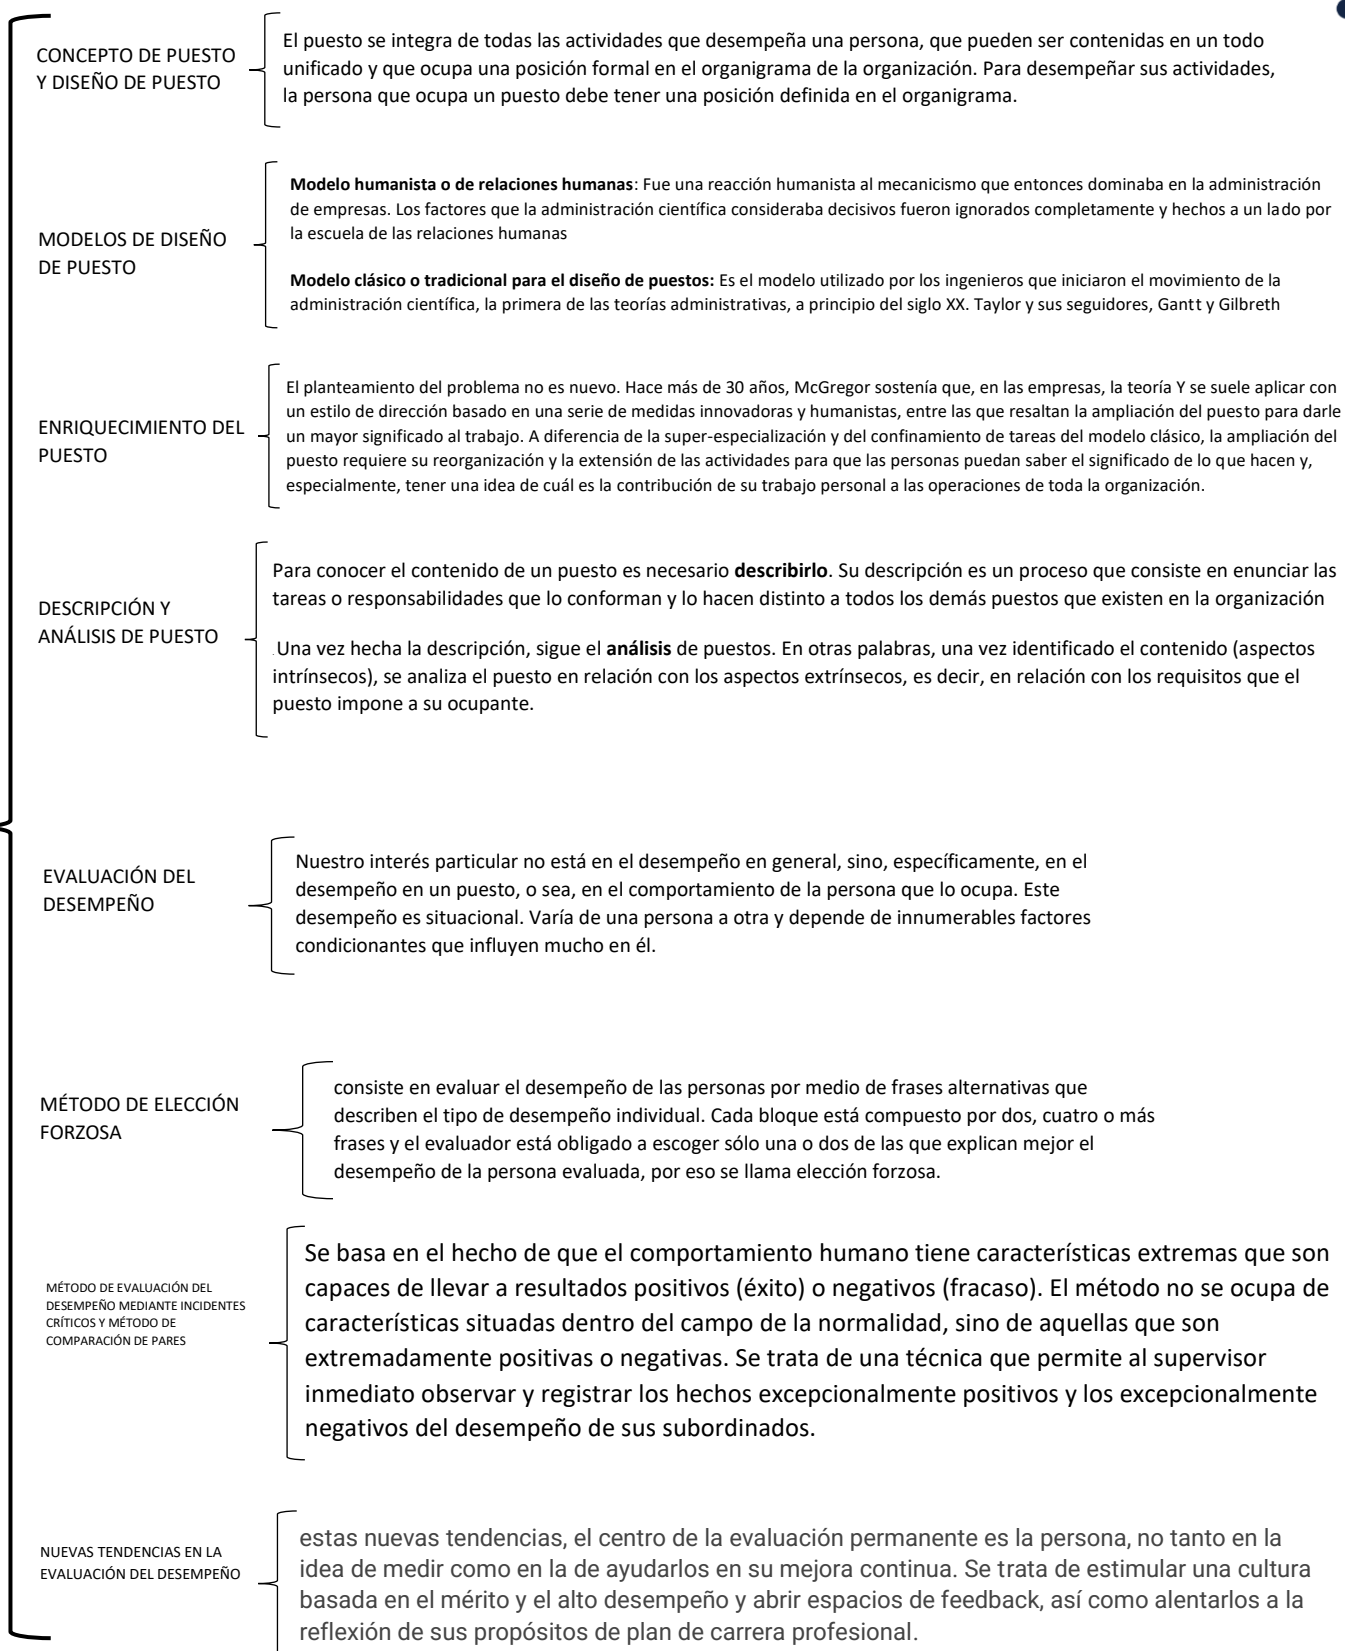 CONCEPTO DE PUESTO
Y DISEÑO DE PUESTO
El puesto se integra de todas las actividades que desempeña una persona, que pueden ser contenidas en un todo
unificado y que ocupa una posición formal en el organigrama de la organización. Para desempeñar sus actividades,
la persona que ocupa un puesto debe tener una posición definida en el organigrama.
MODELOS DE DISEÑO
DE PUESTO
Modelo humanista o de relaciones humanas: Fue una reacción humanista al mecanicismo que entonces dominaba en la administración
de empresas. Los factores que la administración científica consideraba decisivos fueron ignorados completamente y hechos a un lado por
la escuela de las relaciones humanas
Modelo clásico o tradicional para el diseño de puestos: Es el modelo utilizado por los ingenieros que iniciaron el movimiento de la
administración científica, la primera de las teorías administrativas, a principio del siglo XX. Taylor y sus seguidores, Gantt y Gilbreth
ENRIQUECIMIENTO DEL
PUESTO
El planteamiento del problema no es nuevo. Hace más de 30 años, McGregor sostenía que, en las empresas, la teoría Y se suele aplicar con
un estilo de dirección basado en una serie de medidas innovadoras y humanistas, entre las que resaltan la ampliación del puesto para darle
un mayor significado al trabajo. A diferencia de la super-especialización y del confinamiento de tareas del modelo clásico, la ampliación del
puesto requiere su reorganización y la extensión de las actividades para que las personas puedan saber el significado de lo que hacen y,
especialmente, tener una idea de cuál es la contribución de su trabajo personal a las operaciones de toda la organización.
DESCRIPCIÓN Y
ANÁLISIS DE PUESTO
Para conocer el contenido de un puesto es necesario describirlo. Su descripción es un proceso que consiste en enunciar las
tareas o responsabilidades que lo conforman y lo hacen distinto a todos los demás puestos que existen en la organización
.Una vez hecha la descripción, sigue el análisis de puestos. En otras palabras, una vez identificado el contenido (aspectos
intrínsecos), se analiza el puesto en relación con los aspectos extrínsecos, es decir, en relación con los requisitos que el
puesto impone a su ocupante.
EVALUACIÓN DEL
DESEMPEÑO
Nuestro interés particular no está en el desempeño en general, sino, específicamente, en el
desempeño en un puesto, o sea, en el comportamiento de la persona que lo ocupa. Este
desempeño es situacional. Varía de una persona a otra y depende de innumerables factores
condicionantes que influyen mucho en él.
MÉTODO DE ELECCIÓN
FORZOSA
consiste en evaluar el desempeño de las personas por medio de frases alternativas que
describen el tipo de desempeño individual. Cada bloque está compuesto por dos, cuatro o más
frases y el evaluador está obligado a escoger sólo una o dos de las que explican mejor el
desempeño de la persona evaluada, por eso se llama elección forzosa.
MÉTODO DE EVALUACIÓN DEL
DESEMPEÑO MEDIANTE INCIDENTES
CRÍTICOS Y MÉTODO DE
COMPARACIÓN DE PARES
Se basa en el hecho de que el comportamiento humano tiene características extremas que son
capaces de llevar a resultados positivos (éxito) o negativos (fracaso). El método no se ocupa de
características situadas dentro del campo de la normalidad, sino de aquellas que son
extremadamente positivas o negativas. Se trata de una técnica que permite al supervisor
inmediato observar y registrar los hechos excepcionalmente positivos y los excepcionalmente
negativos del desempeño de sus subordinados.
NUEVAS TENDENCIAS EN LA
EVALUACIÓN DEL DESEMPEÑO
estas nuevas tendencias, el centro de la evaluación permanente es la persona, no tanto en la
idea de medir como en la de ayudarlos en su mejora continua. Se trata de estimular una cultura
basada en el mérito y el alto desempeño y abrir espacios de feedback, así como alentarlos a la
reflexión de sus propósitos de plan de carrera profesional.